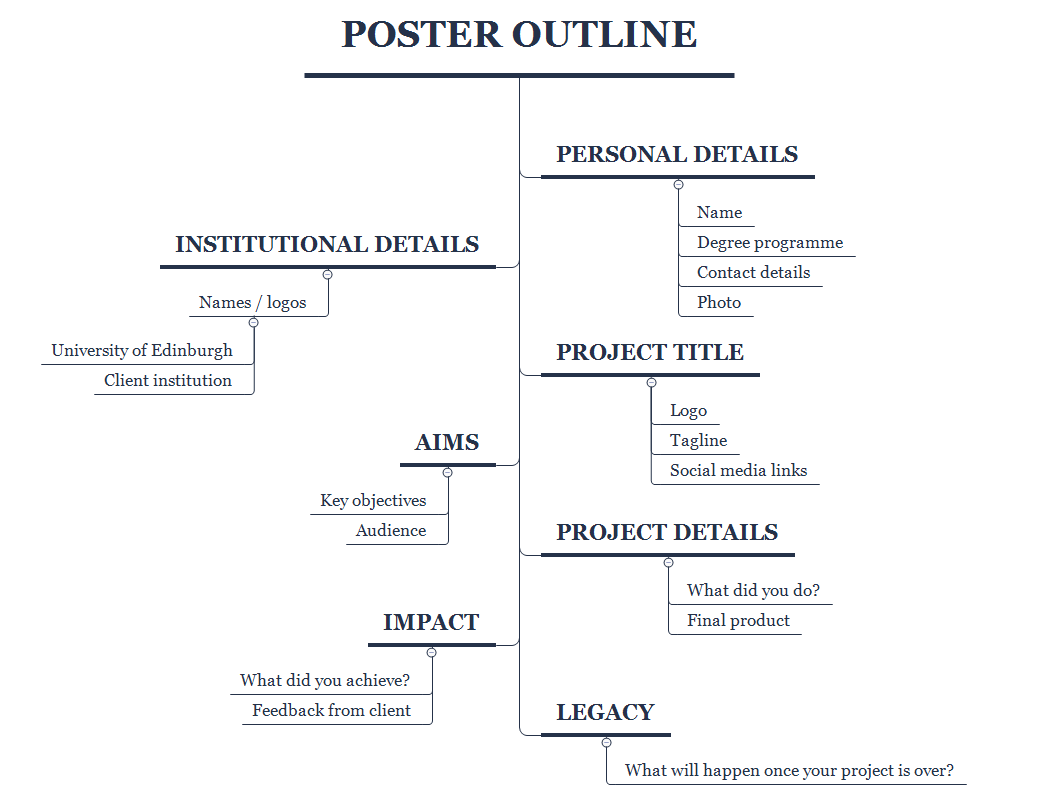 POSTER OUTLINE
PERSONAL DETAILS
Name
Degree programme
Contact details
Photo
INSTITUTIONAL DETAILS
Names / logos
University of Edinburgh
Client institution
PROJECT TITLE
Logo
Tagline
Social media links
AIMS
Key objectives
Audience
PROJECT DETAILS
What did you do?
Final product
IMPACT
What did you achieve?
Feedback from client
LEGACY
What will happen once your project is over?